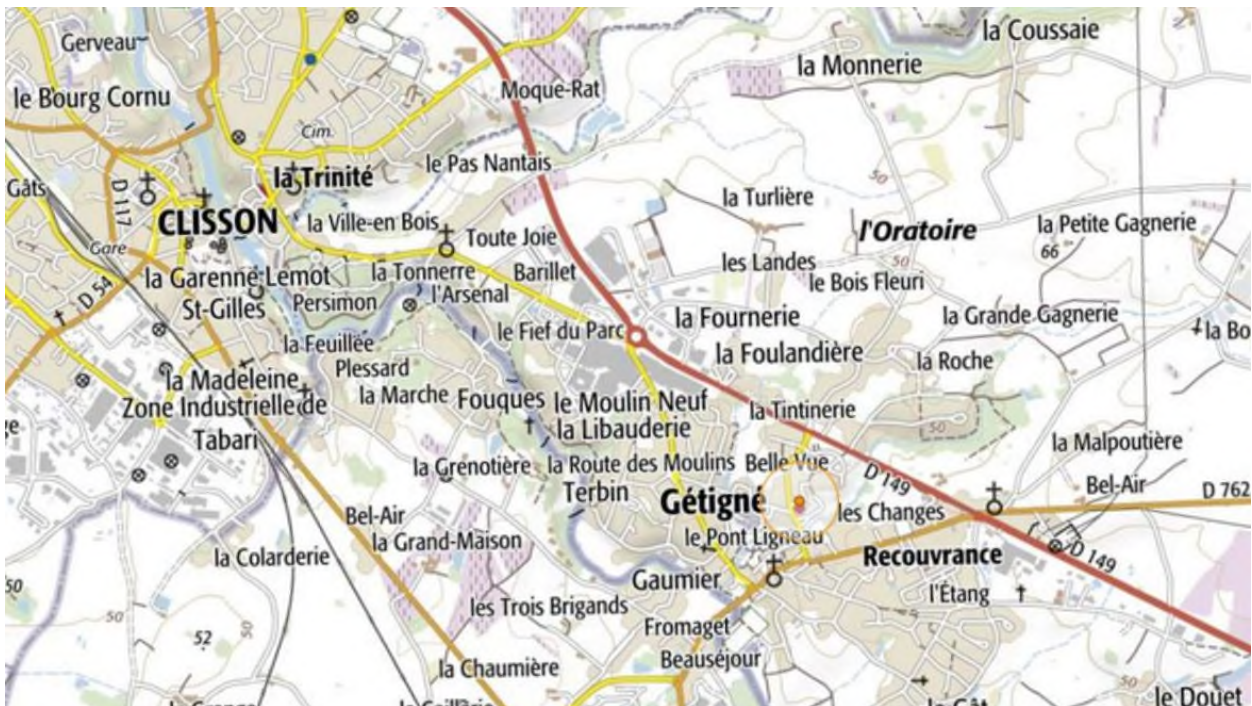 la Coussaie
Gerveau
la Monnerie
le Bourg Cornu
Moque-Rat
Cim.
le Pas Nantais
la Trinité
50
Gâts
D 117
la Turlière
CLISSON
la Ville-en Bois
l'Oratoire
la Petite Gagnerie
Toute Joie
66
Gare
la Garenne Lemot
la Tonnerre
Barillet
les Landes
le Bois Fleuri
D 54
St-Gilles
Persimon
l'Arsenal
la Fournerie
la Grande Gagnerie
le Fief du Parc
la Bo
la Feuillée
la Foulandière
la Roche
Plessard
la Madeleine
la Marche
Fouques
le Moulin Neuf
Zone Industrielle de
Tabari
la Libauderie
la Tintinerie
50
la Malpoutière
la Grenotière
la Route des Moulins
Belle Vue
D 149
Bel-Air
D 762
Terbin
Gétigné
les Changes
Bel-Air
la Grand-Maison
le Pont Ligneau
Recouvrance
D 149
la Colarderie
Gaumier
l'Étang
50
les Trois Brigands
50
50
52
Fromaget
Beauséjour
la Chaumière
le Douet